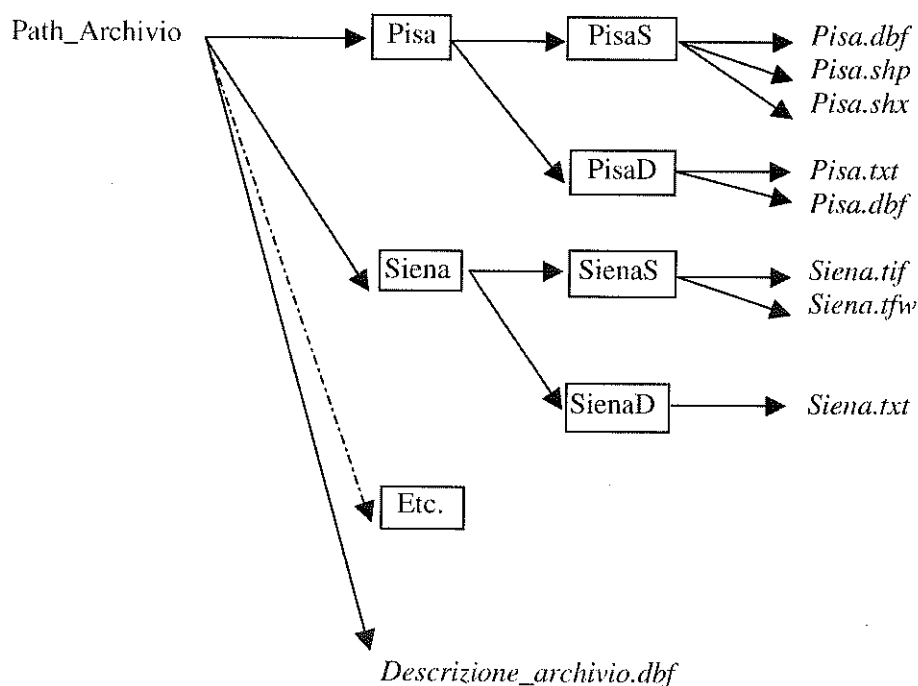 Path_Archivio
Pisa
PisaS
Pisa.dbf
Pisa.shp
Pisa.shx
PisaD
Pisa.txt
Pisa.dbf
Siena
SienaS
Siena.tif
Siena.tfw
SienaD
Siena.txt
Etc.
Descrizione_archivio.dbf